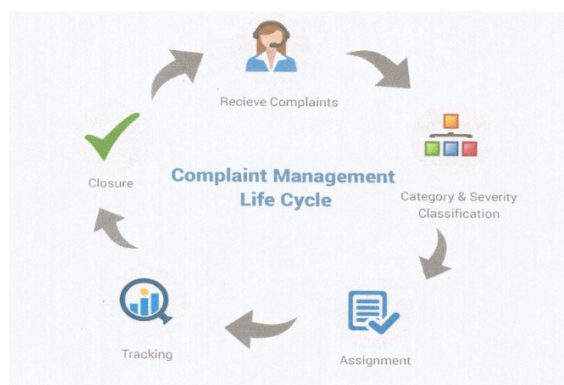 Recieve Complaints
Complaint Management
Life Cycle
Category & Severity
Classification
Assignment
Tracking
Closure